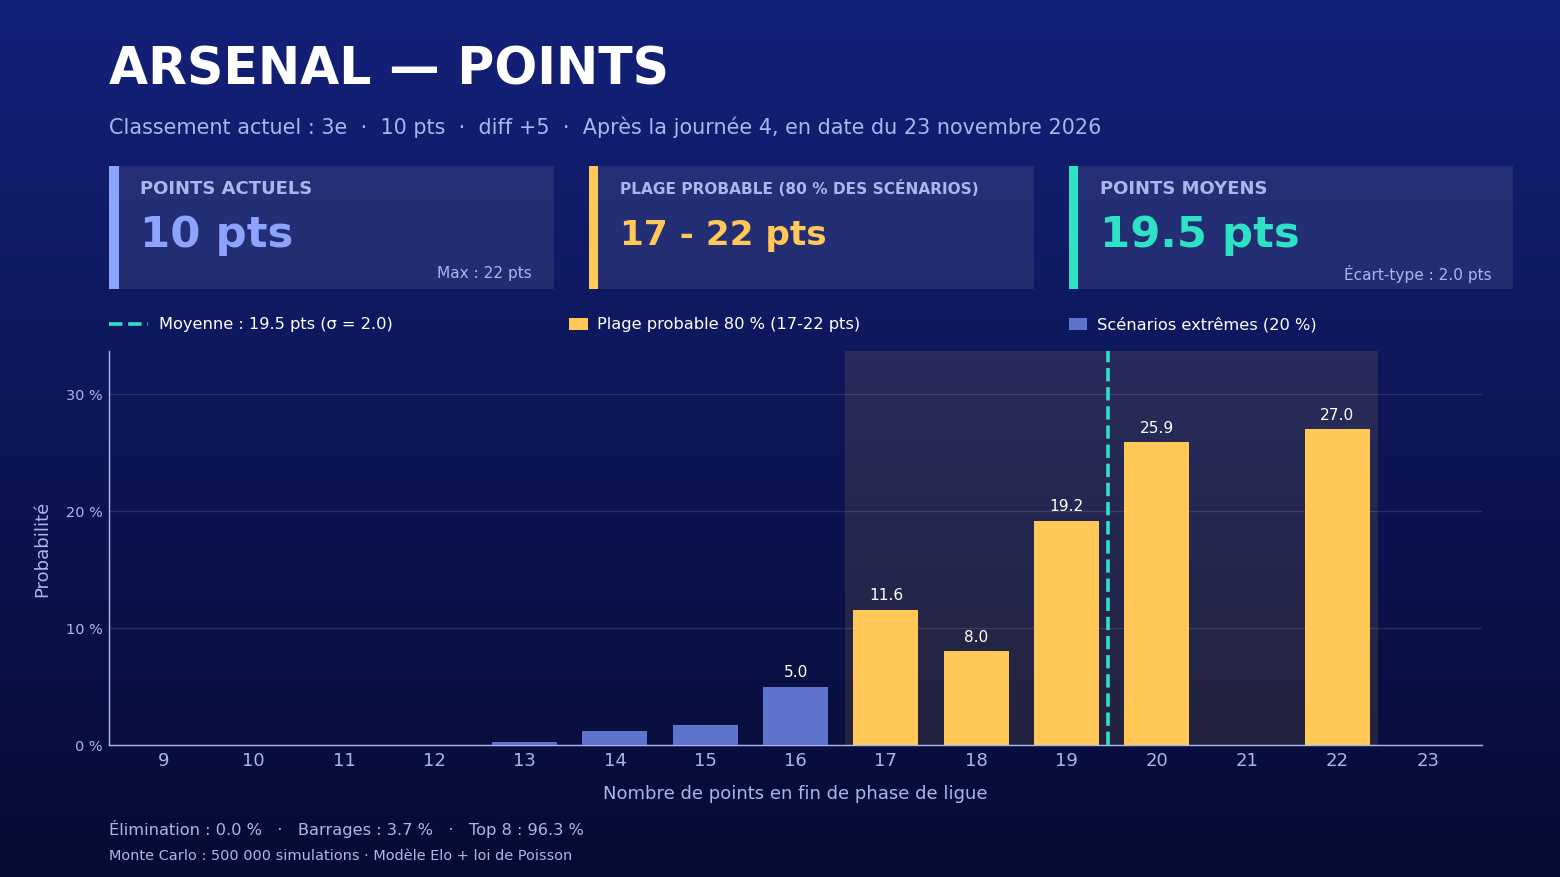 ARSENAL — POINTS
Classement actuel : 3e · 10 pts · diff +5 · Après la journée 4, en date du 23 novembre 2026
POINTS ACTUELS
10 pts
Max : 22 pts
PLAGE PROBABLE (80 % DES SCÉNARIOS)
17 - 22 pts
POINTS MOYENS
19.5 pts
Écart-type : 2.0 pts
Moyenne : 19.5 pts (σ = 2.0)
Plage probable 80 % (17-22 pts)
Scénarios extrêmes (20 %)
Probabilité
30 %
20 %
10 %
0 %
5.0
11.6
8.0
19.2
25.9
27.0
9 10 11 12 13 14 15 16 17 18 19 20 21 22 23
Nombre de points en fin de phase de ligue
Élimination : 0.0 % · Barrages : 3.7 % · Top 8 : 96.3 %
Monte Carlo : 500 000 simulations · Modèle Elo + loi de Poisson